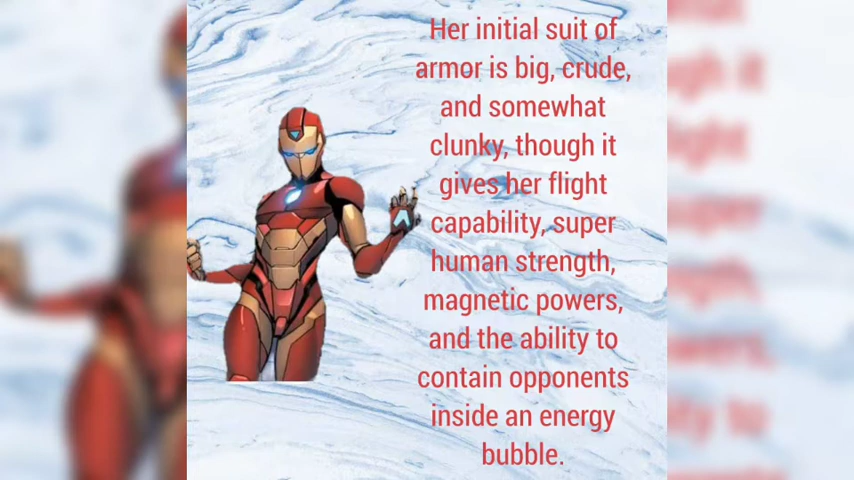 Her initial suit of
armor is big, crude,
and somewhat
clunky, though it
gives her flight
capability, super
human strength,
magnetic powers,
and the ability to
contain opponents
inside an energy
bubble.